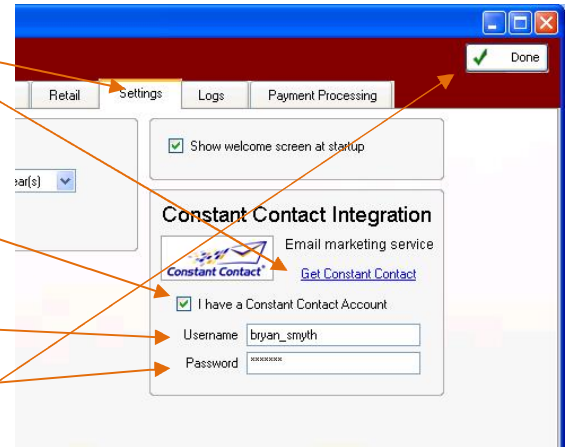 Done
Retail Settings Logs Payment Processing
Show welcome screen at startup
ear(s)
Constant Contact Integration
Email marketing service
Constant Contact®
Get Constant Contact
I have a Constant Contact Account
Username bryan_smyth
Password *******